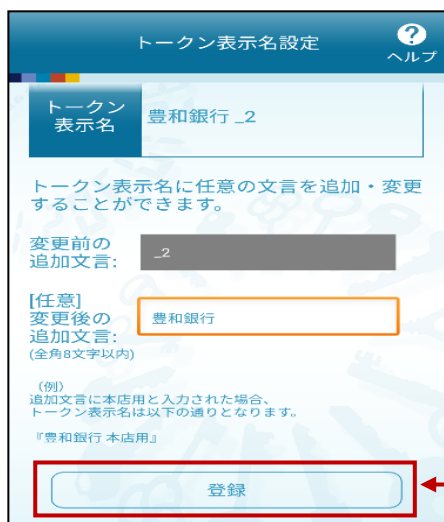 トークン表示名設定
?
ヘルプ
トークン
表示名
豊和銀行 _2
トークン表示名に任意の文言を追加・変更
することができます。
変更前の
追加文言:
_2
[任意]
変更後の
追加文言:
(全角8文字以内)
豊和銀行
(例)
追加文言に本店用と入力された場合、
トークン表示名は以下の通りとなります。
『豊和銀行 本店用』
登録